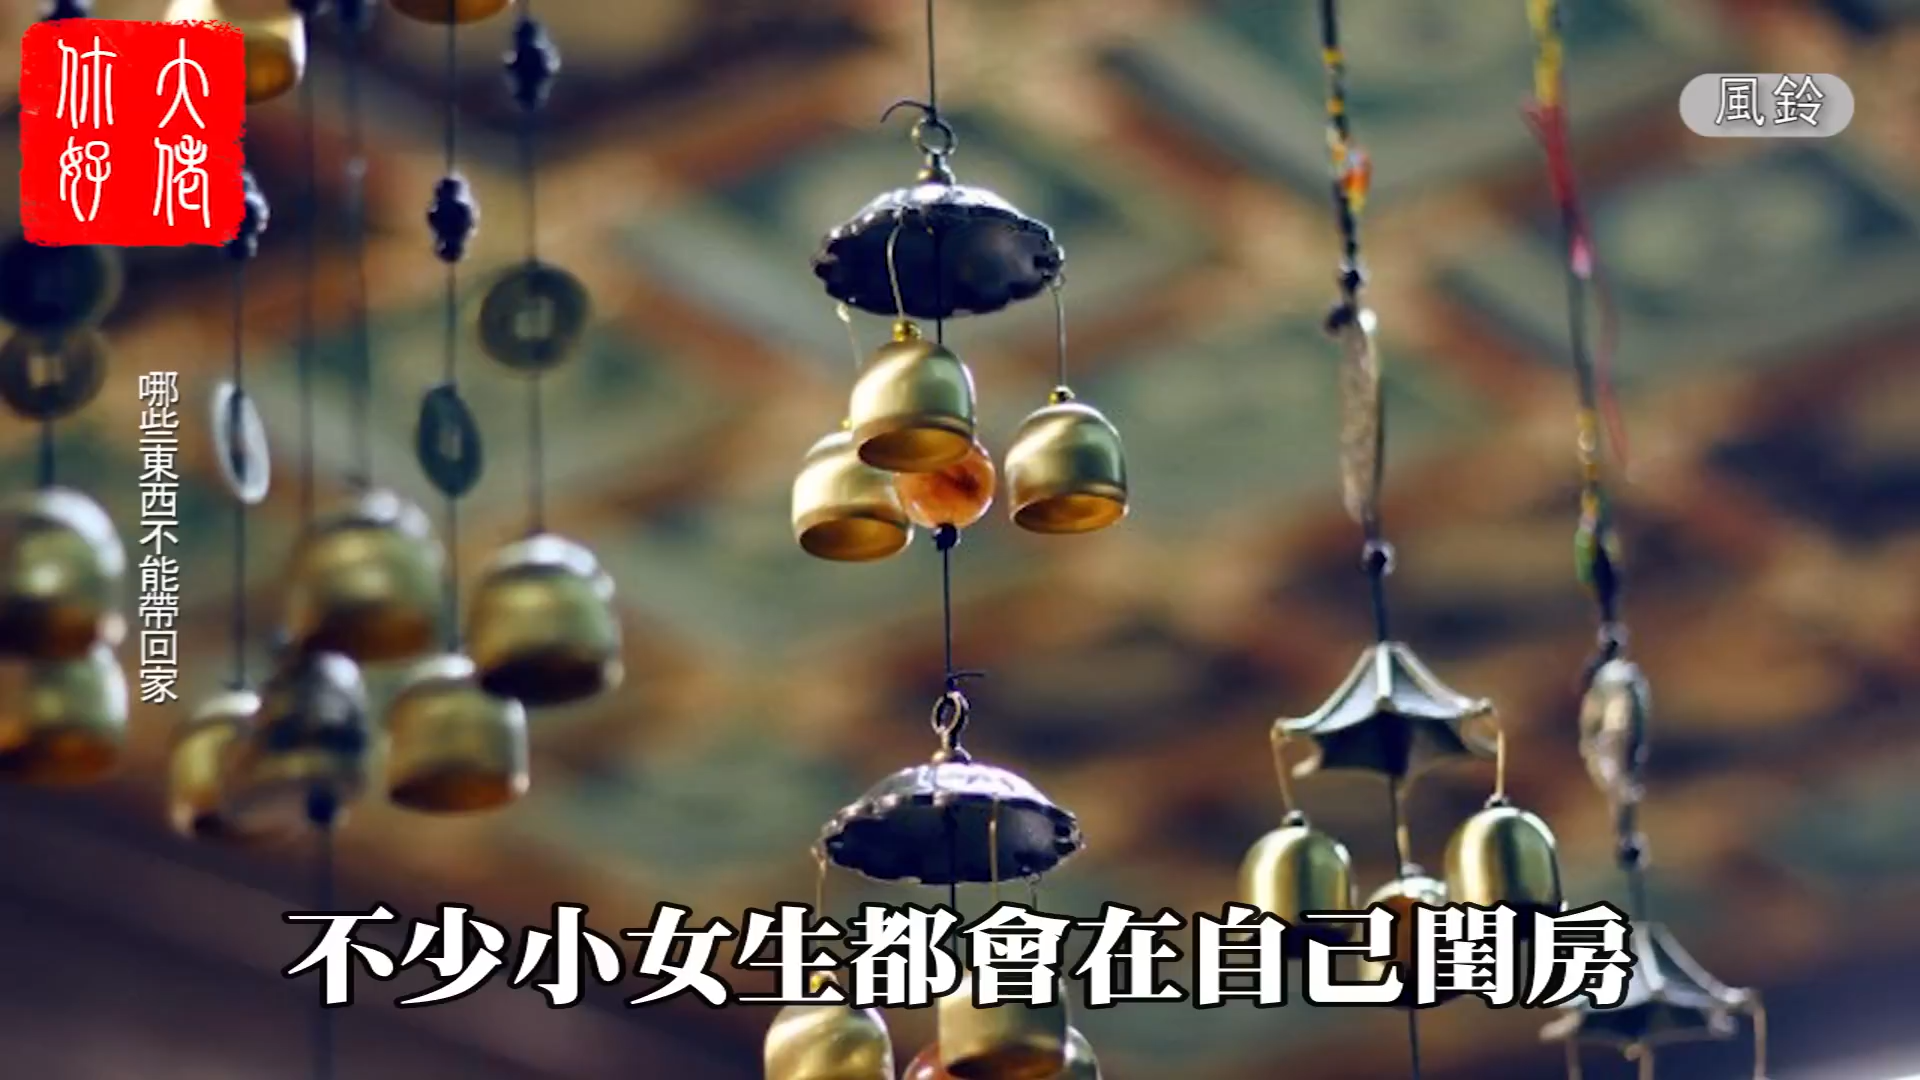 大佬
你好
風鈴
哪些東西不能帶回家
不少小女生都會在自己閨房